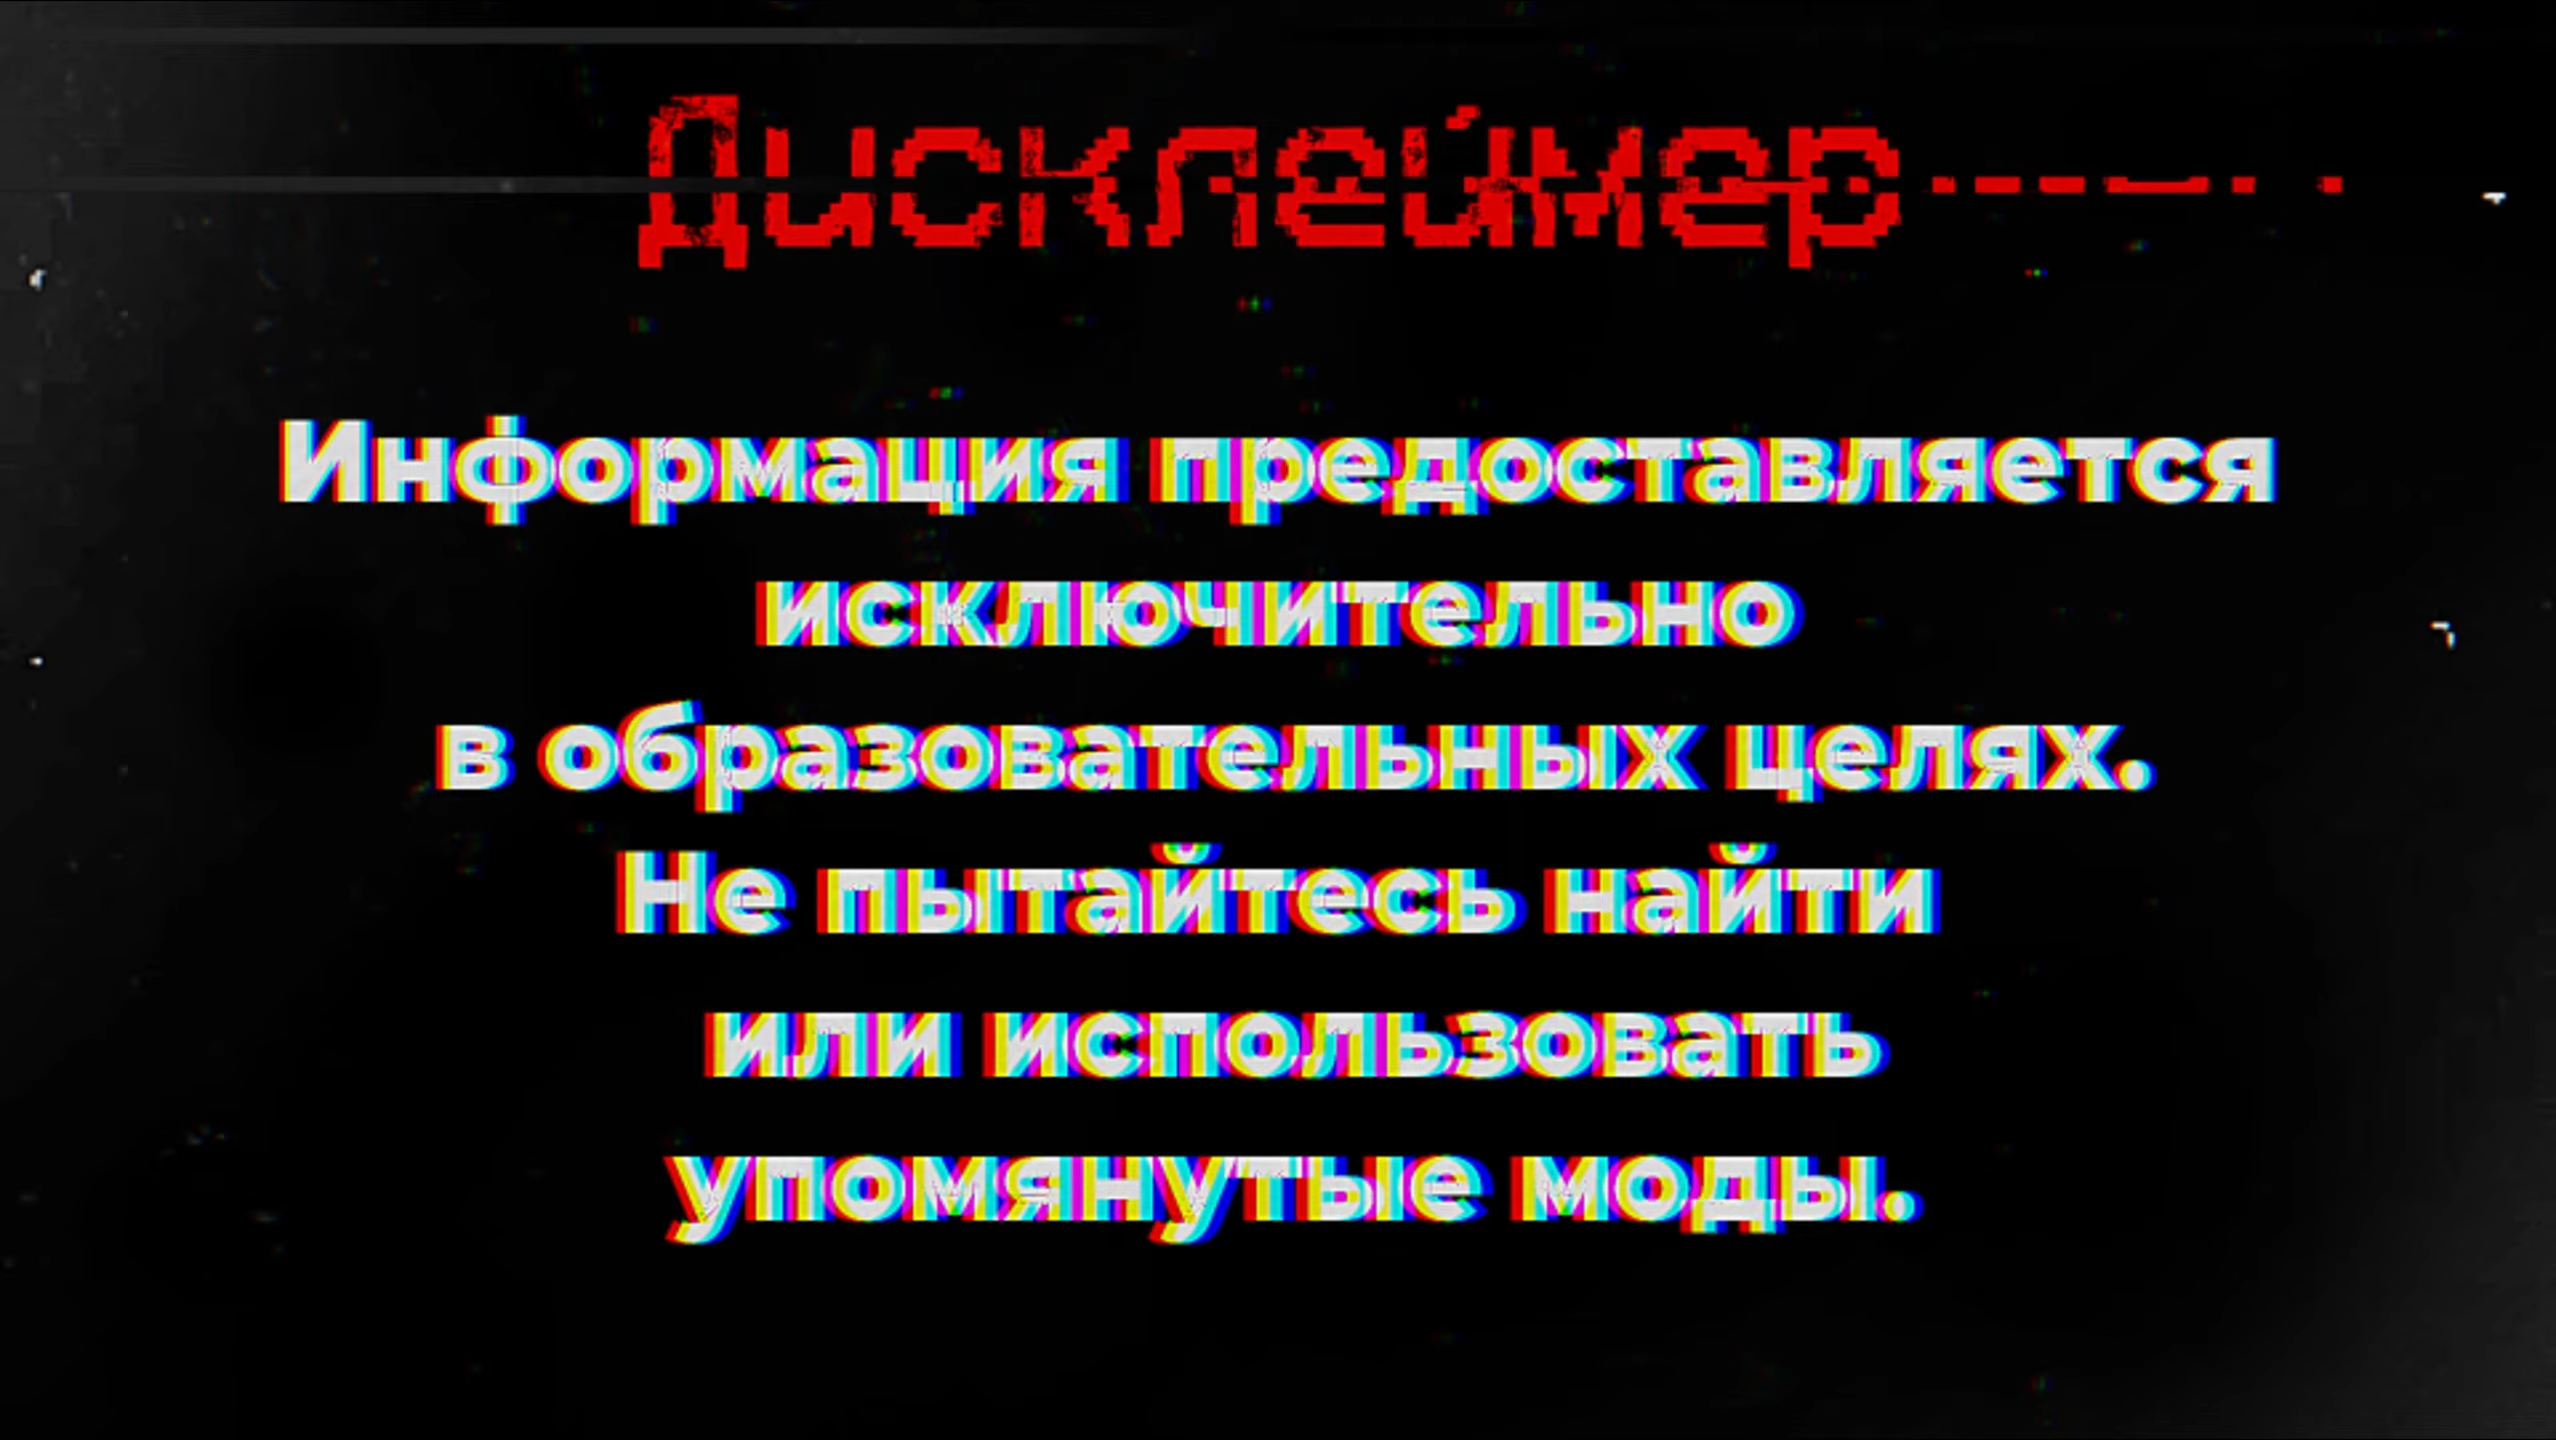 Дисклеймер
Информация предоставляется
исключительно
в образовательных целях.
Не пытайтесь найти
или использовать
упомянутые моды.